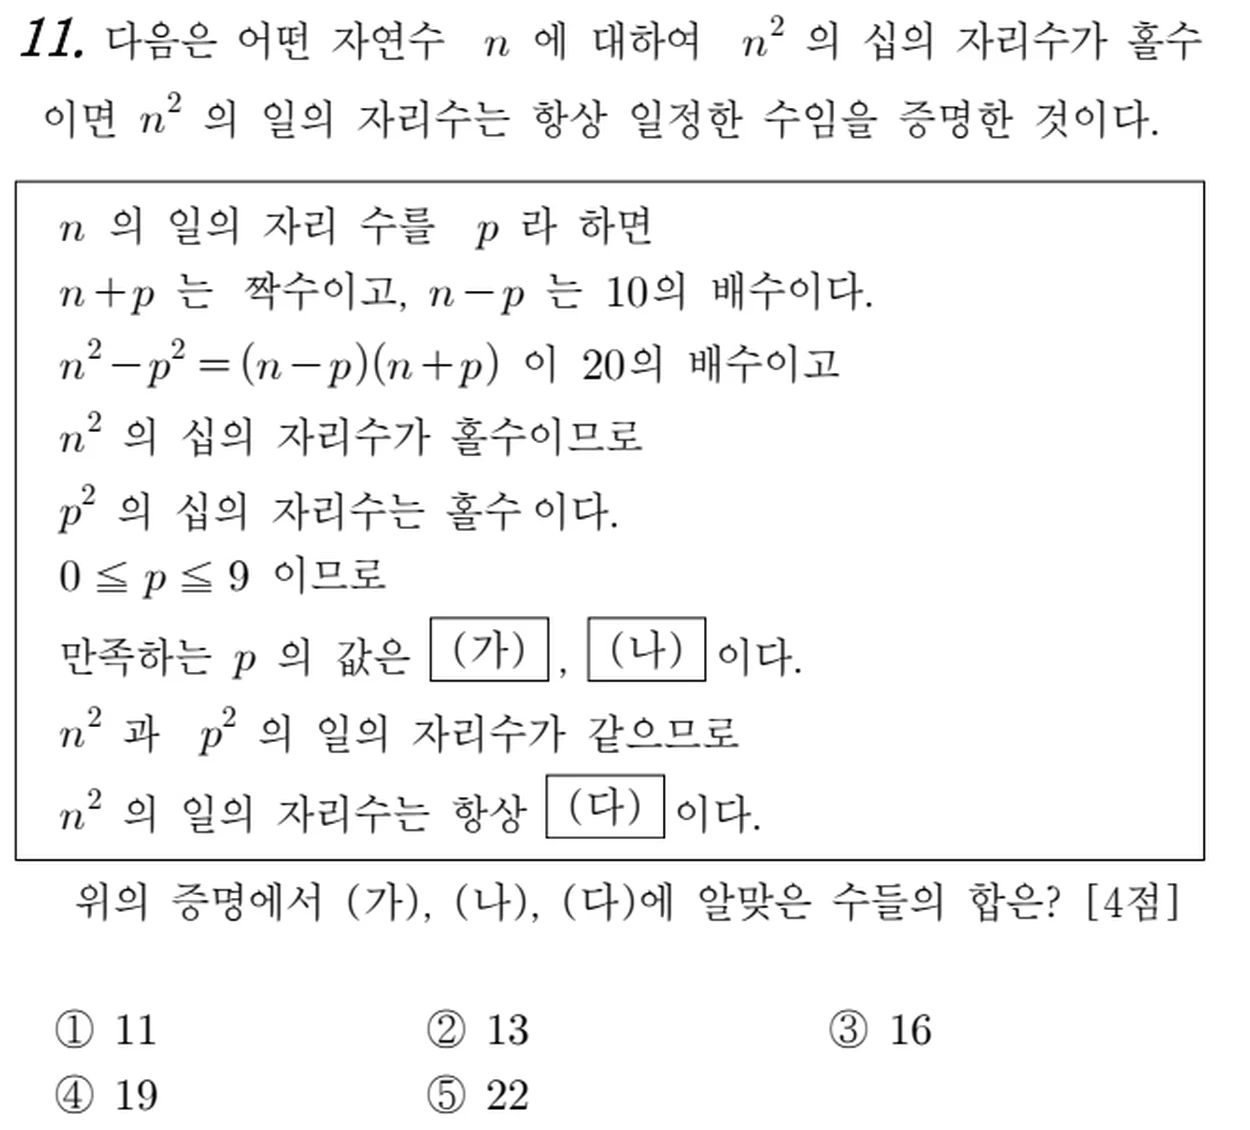 11. 다음은 어떤 자연수 n 에 대하여 n² 의 십의 자리수가 홀수
이면 n² 의 일의 자리수는 항상 일정한 수임을 증명한 것이다.
n 의 일의 자리 수를 p 라 하면
n+p 는 짝수이고, n-p 는 10의 배수이다.
n²-p²=(n-p)(n+p) 이 20의 배수이고
n² 의 십의 자리수가 홀수이므로
p² 의 십의 자리수는 홀수이다.
0≦p≦9 이므로
만족하는 p 의 값은 (가), (나) 이다.
n² 과 p² 의 일의 자리수가 같으므로
n² 의 일의 자리수는 항상 (다) 이다.
위의 증명에서 (가), (나), (다)에 알맞은 수들의 합은? [4점]
① 11 ② 13 ③ 16
④ 19 ⑤ 22